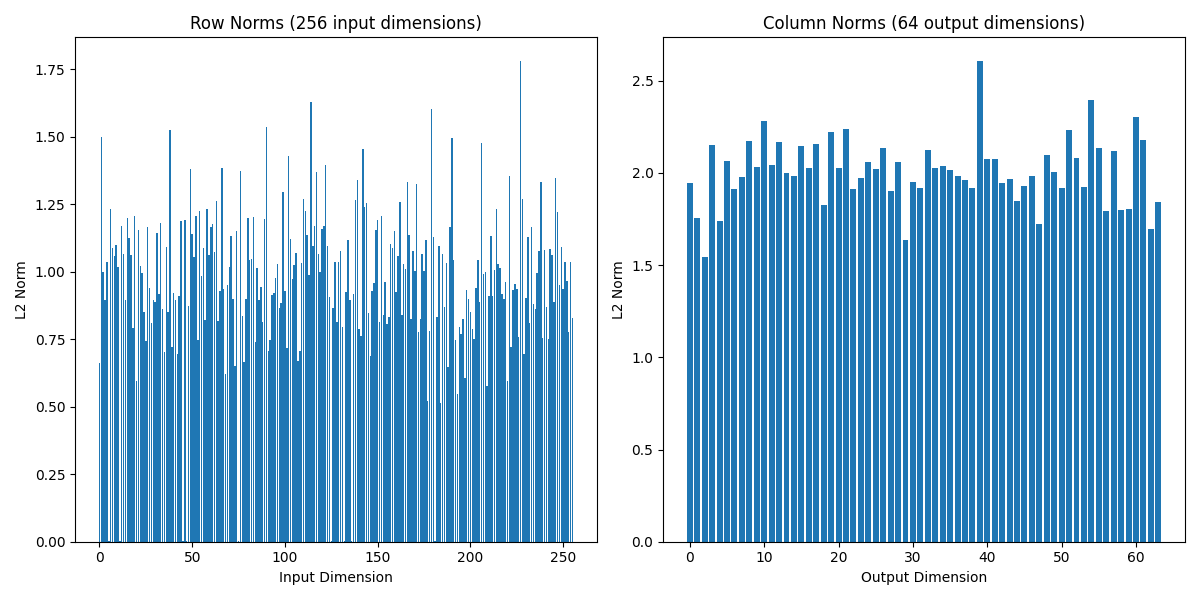 Row Norms (256 input dimensions)
L2 Norm
1.75
1.50
1.25
1.00
0.75
0.50
0.25
0.00
0 50 100 150 200 250
Input Dimension
Column Norms (64 output dimensions)
L2 Norm
2.5
2.0
1.5
1.0
0.5
0.0
0 10 20 30 40 50 60
Output Dimension